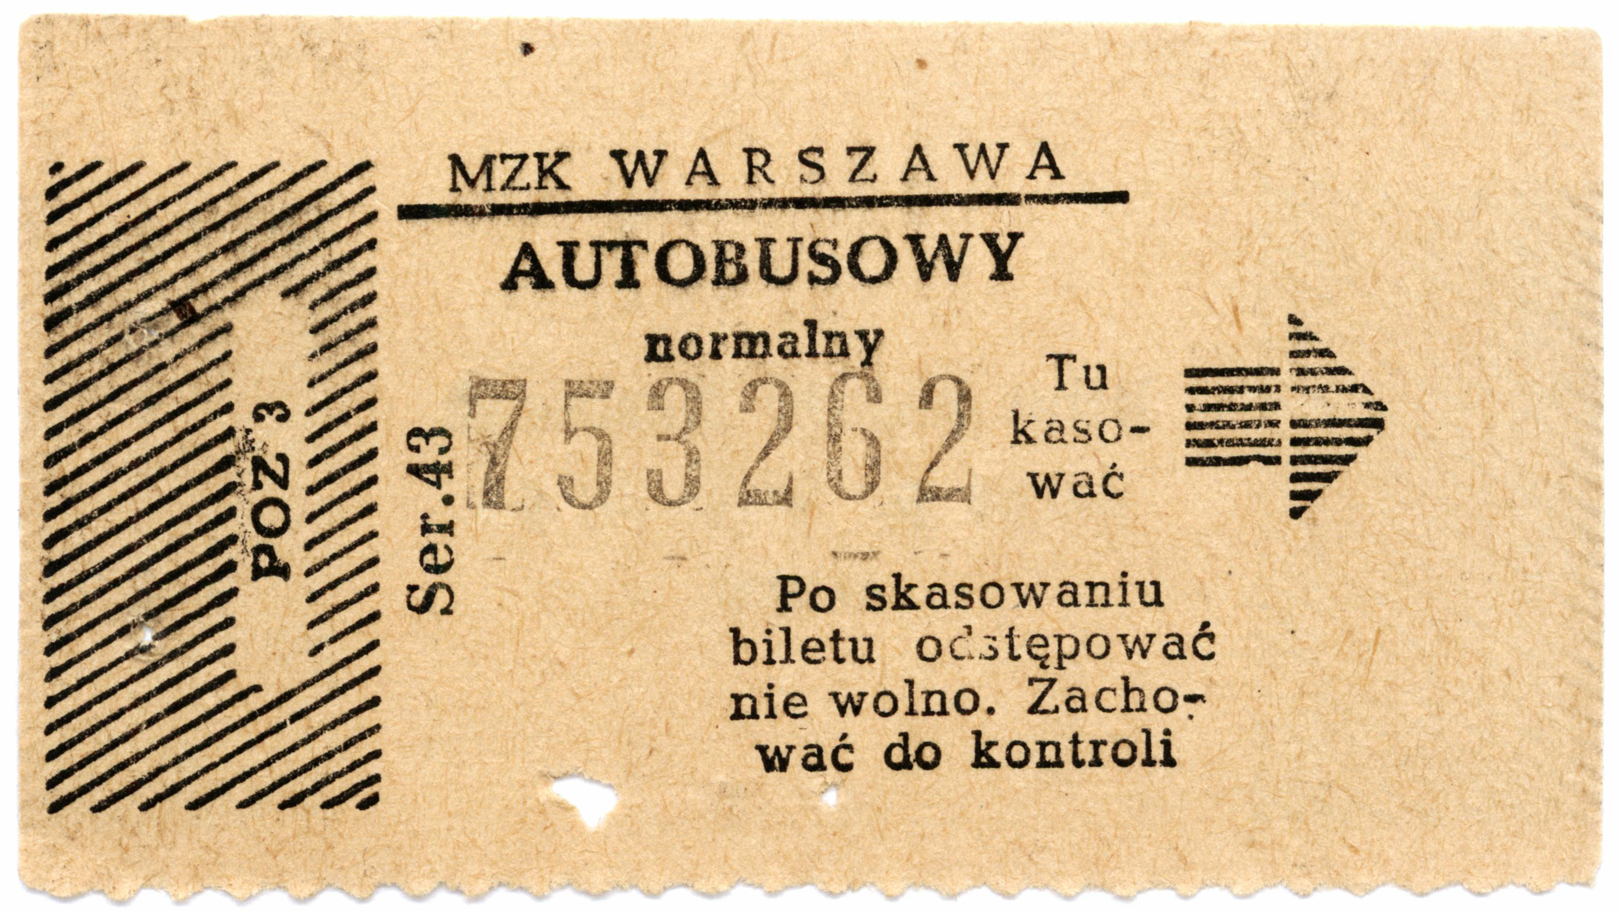 MZK WARSZAWA
AUTOBUSOWY
normalny
753262
Tu
kaso-
wać
Ser.43
POZ 3
Po skasowaniu
biletu odstępować
nie wolno. Zacho-
wać do kontroli